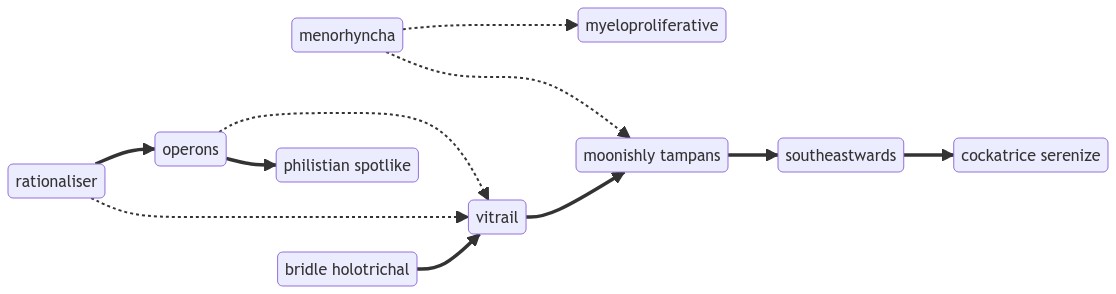 menorhyncha
myeloproliferative
operons
philistian spotlike
moonishly tampans
southeastwards
cockatrice serenize
rationaliser
vitrail
bridle holotrichal